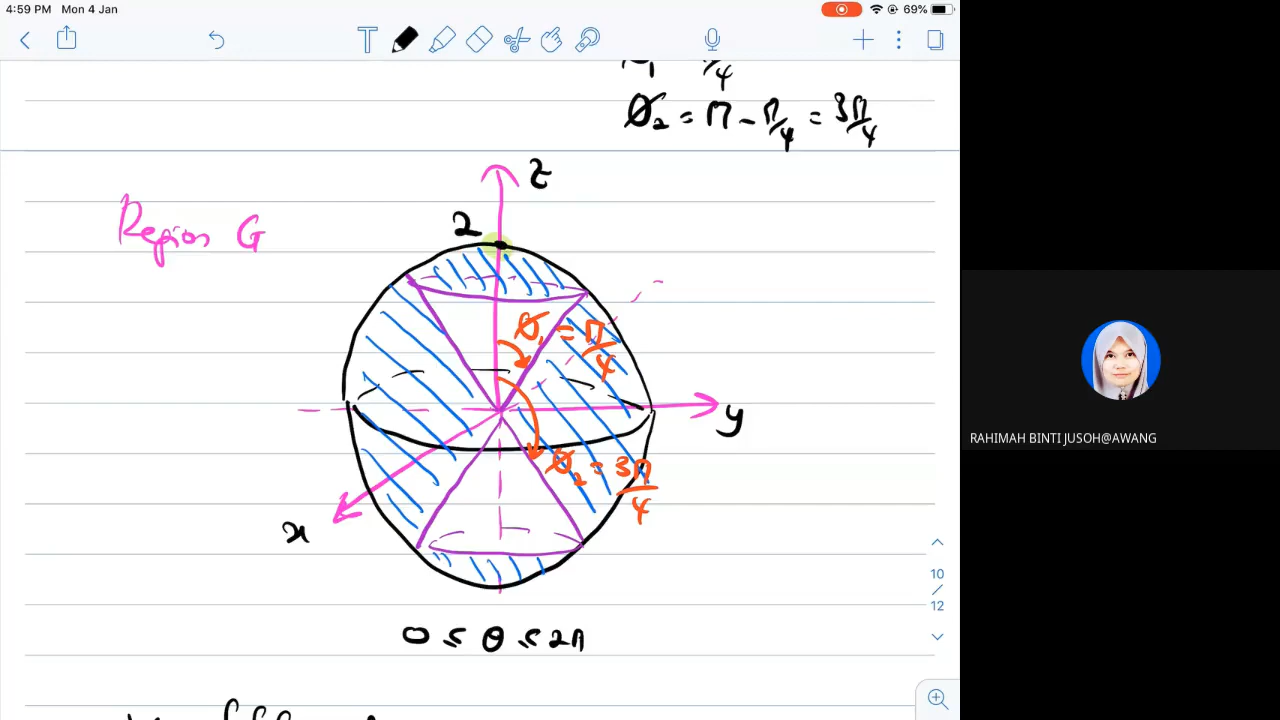 4:59 PM Mon 4 Jan
69%
T
π/4
Ø₂ = π - π/4 = 3π/4
z
2
Region G
Ø₁ = π/4
y
Ø₂ = 3π/4
x
0 ≤ θ ≤ 2π
10
/
12
RAHIMAH BINTI JUSOH@AWANG